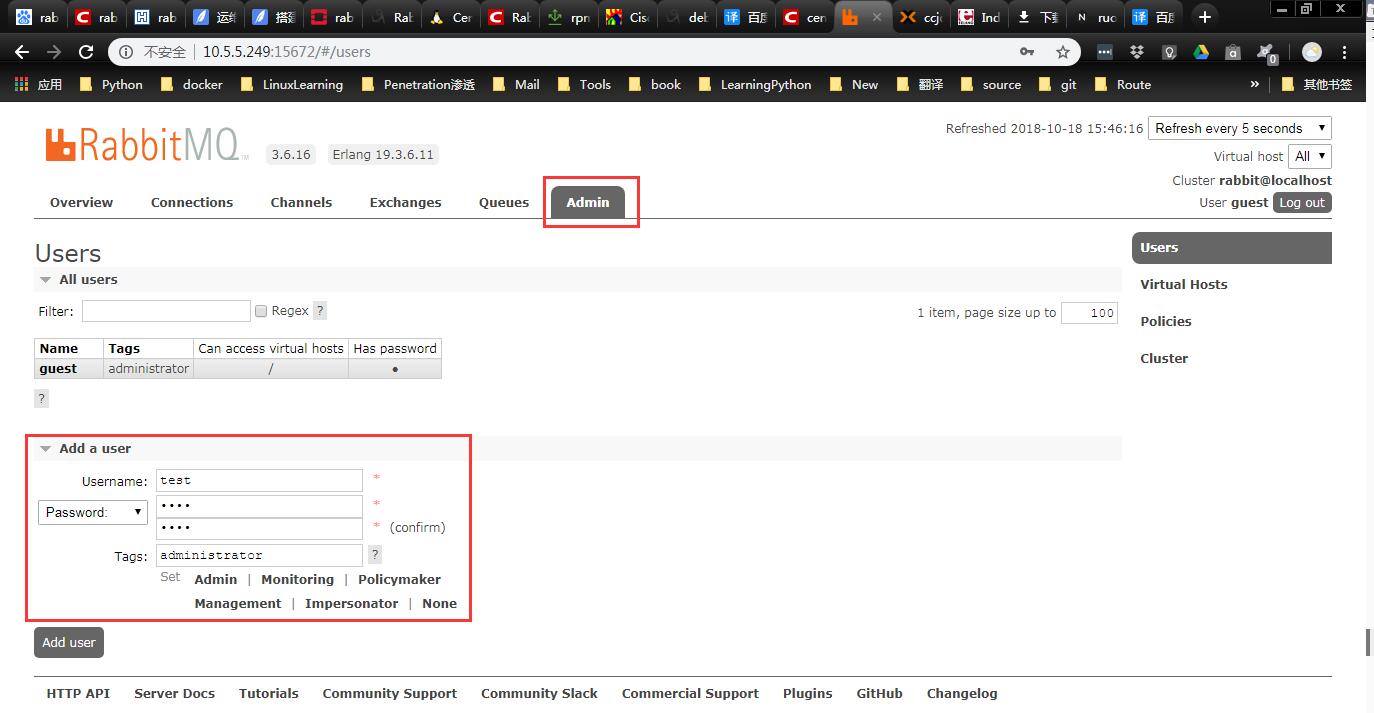 rab rab rab 运 搭建 rab Rab Cer Rab rpn Cis deb 百度 cen ccjc Ind 下载 ruc 百度
不安全 10.5.5.249:15672/#/users
应用 Python docker LinuxLearning Penetration渗透 Mail Tools book LearningPython New 翻译 source git Route » 其他书签
RabbitMQ TM 3.6.16 Erlang 19.3.6.11
Refreshed 2018-10-18 15:46:16 Refresh every 5 seconds
Virtual host All
Cluster rabbit@localhost
User guest Log out
Overview Connections Channels Exchanges Queues Admin
Users
All users
Filter: Regex ?
1 item, page size up to 100
Name Tags Can access virtual hosts Has password
guest administrator / ●
?
Add a user
Username: test *
Password: •••• *
•••• * (confirm)
Tags: administrator ?
Set Admin | Monitoring | Policymaker
Management | Impersonator | None
Add user
Users
Virtual Hosts
Policies
Cluster
HTTP API Server Docs Tutorials Community Support Community Slack Commercial Support Plugins GitHub Changelog